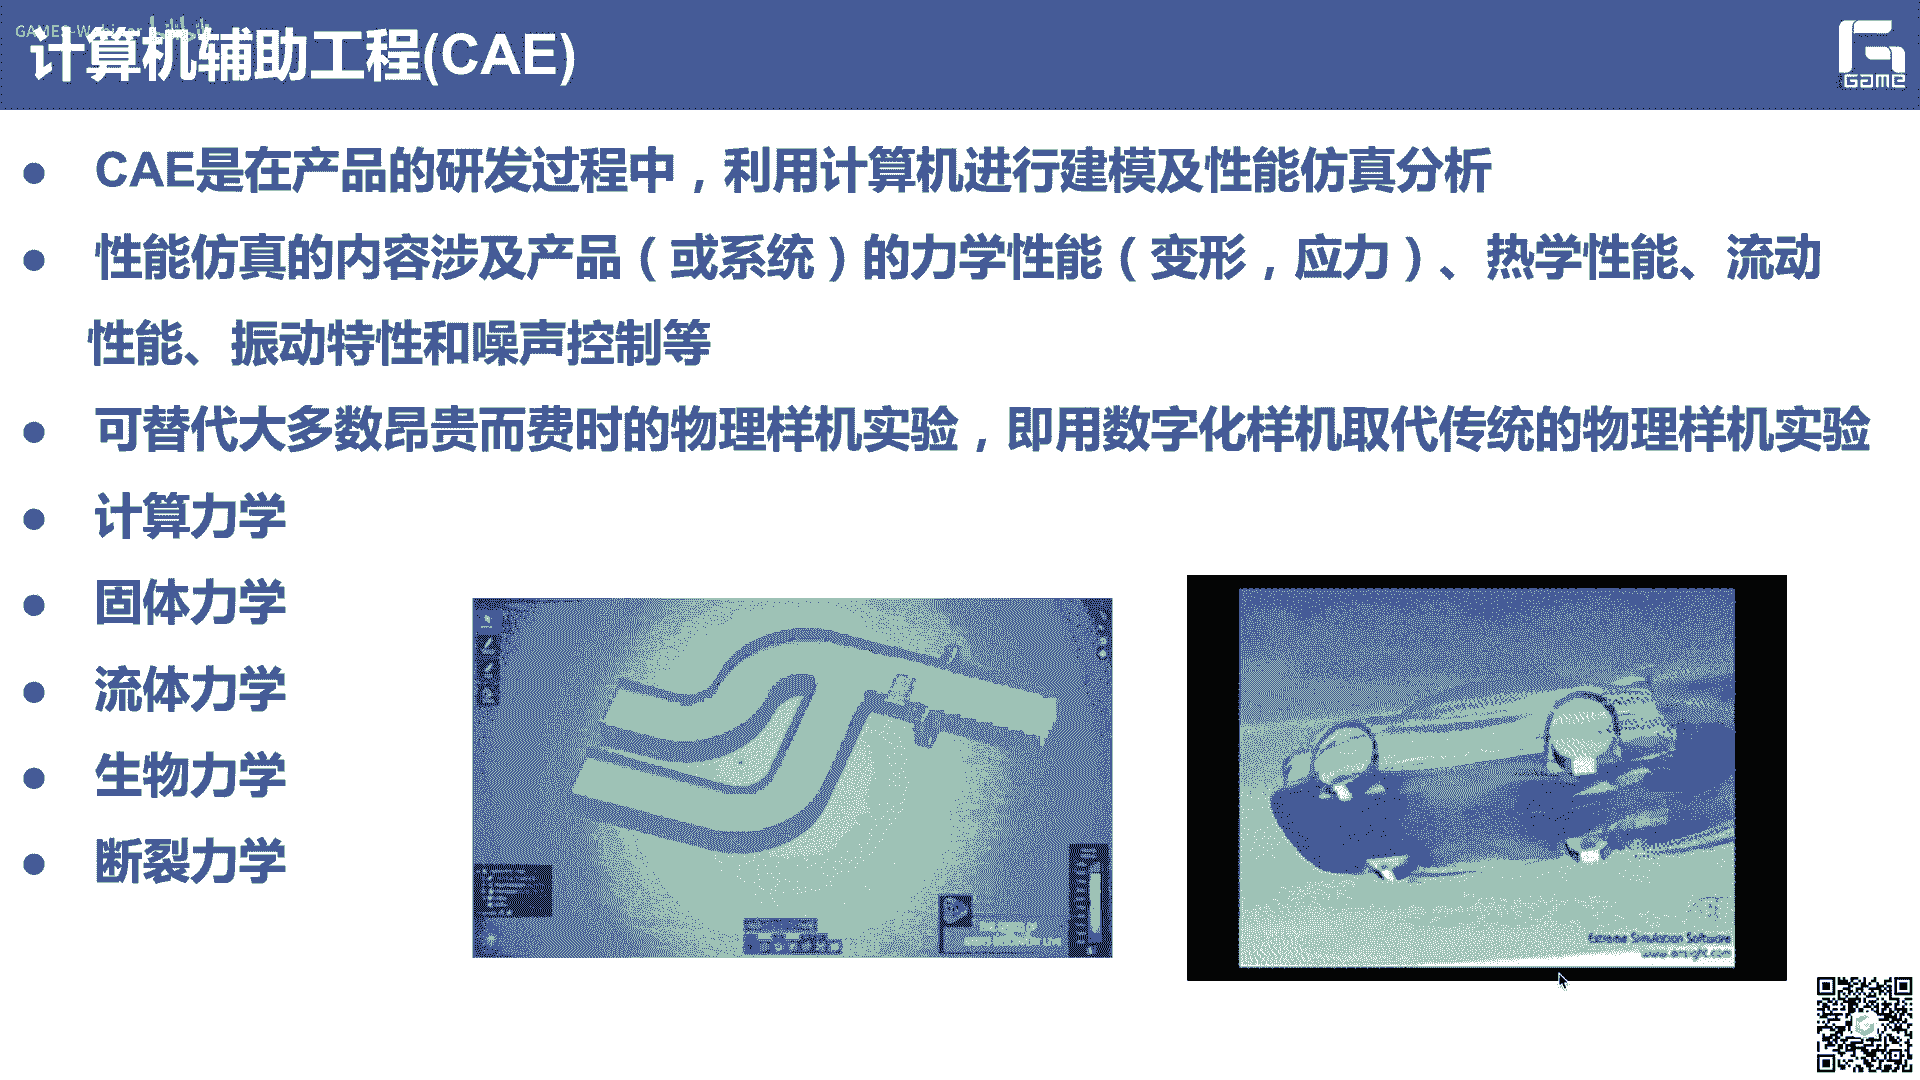 GAMES-Webinar
计算机辅助工程(CAE)
GAME
● CAE是在产品的研发过程中，利用计算机进行建模及性能仿真分析
● 性能仿真的内容涉及产品（或系统）的力学性能（变形，应力）、热学性能、流动
性能、振动特性和噪声控制等
● 可替代大多数昂贵而费时的物理样机实验，即用数字化样机取代传统的物理样机实验
● 计算力学
● 固体力学
● 流体力学
● 生物力学
● 断裂力学
Extreme Simulation Software
www.ensight.com